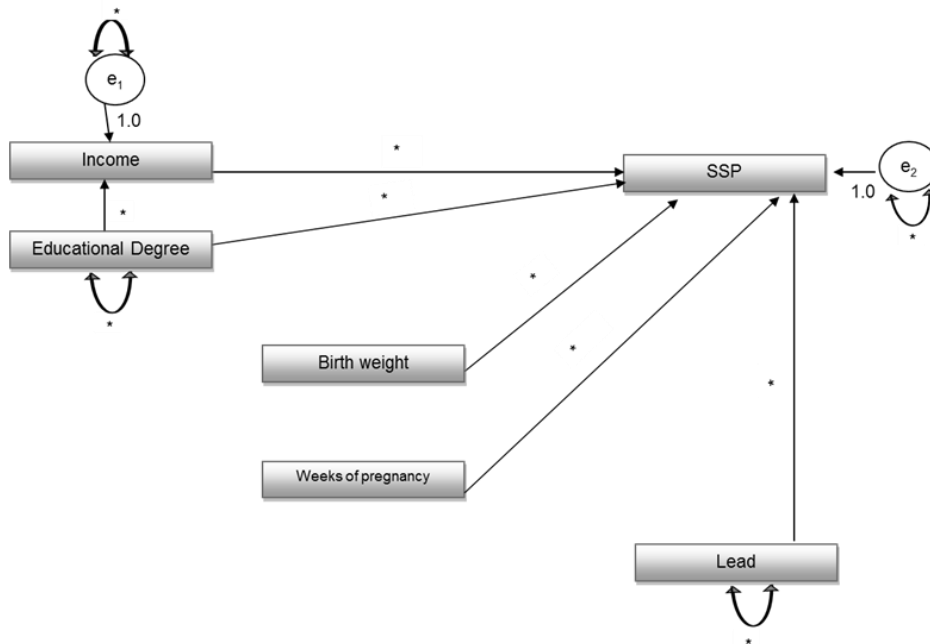 *
e₁
1.0
Income
*
SSP
e₂
1.0
*
*
*
Educational Degree
*
*
Birth weight
*
*
Weeks of pregnancy
Lead
*